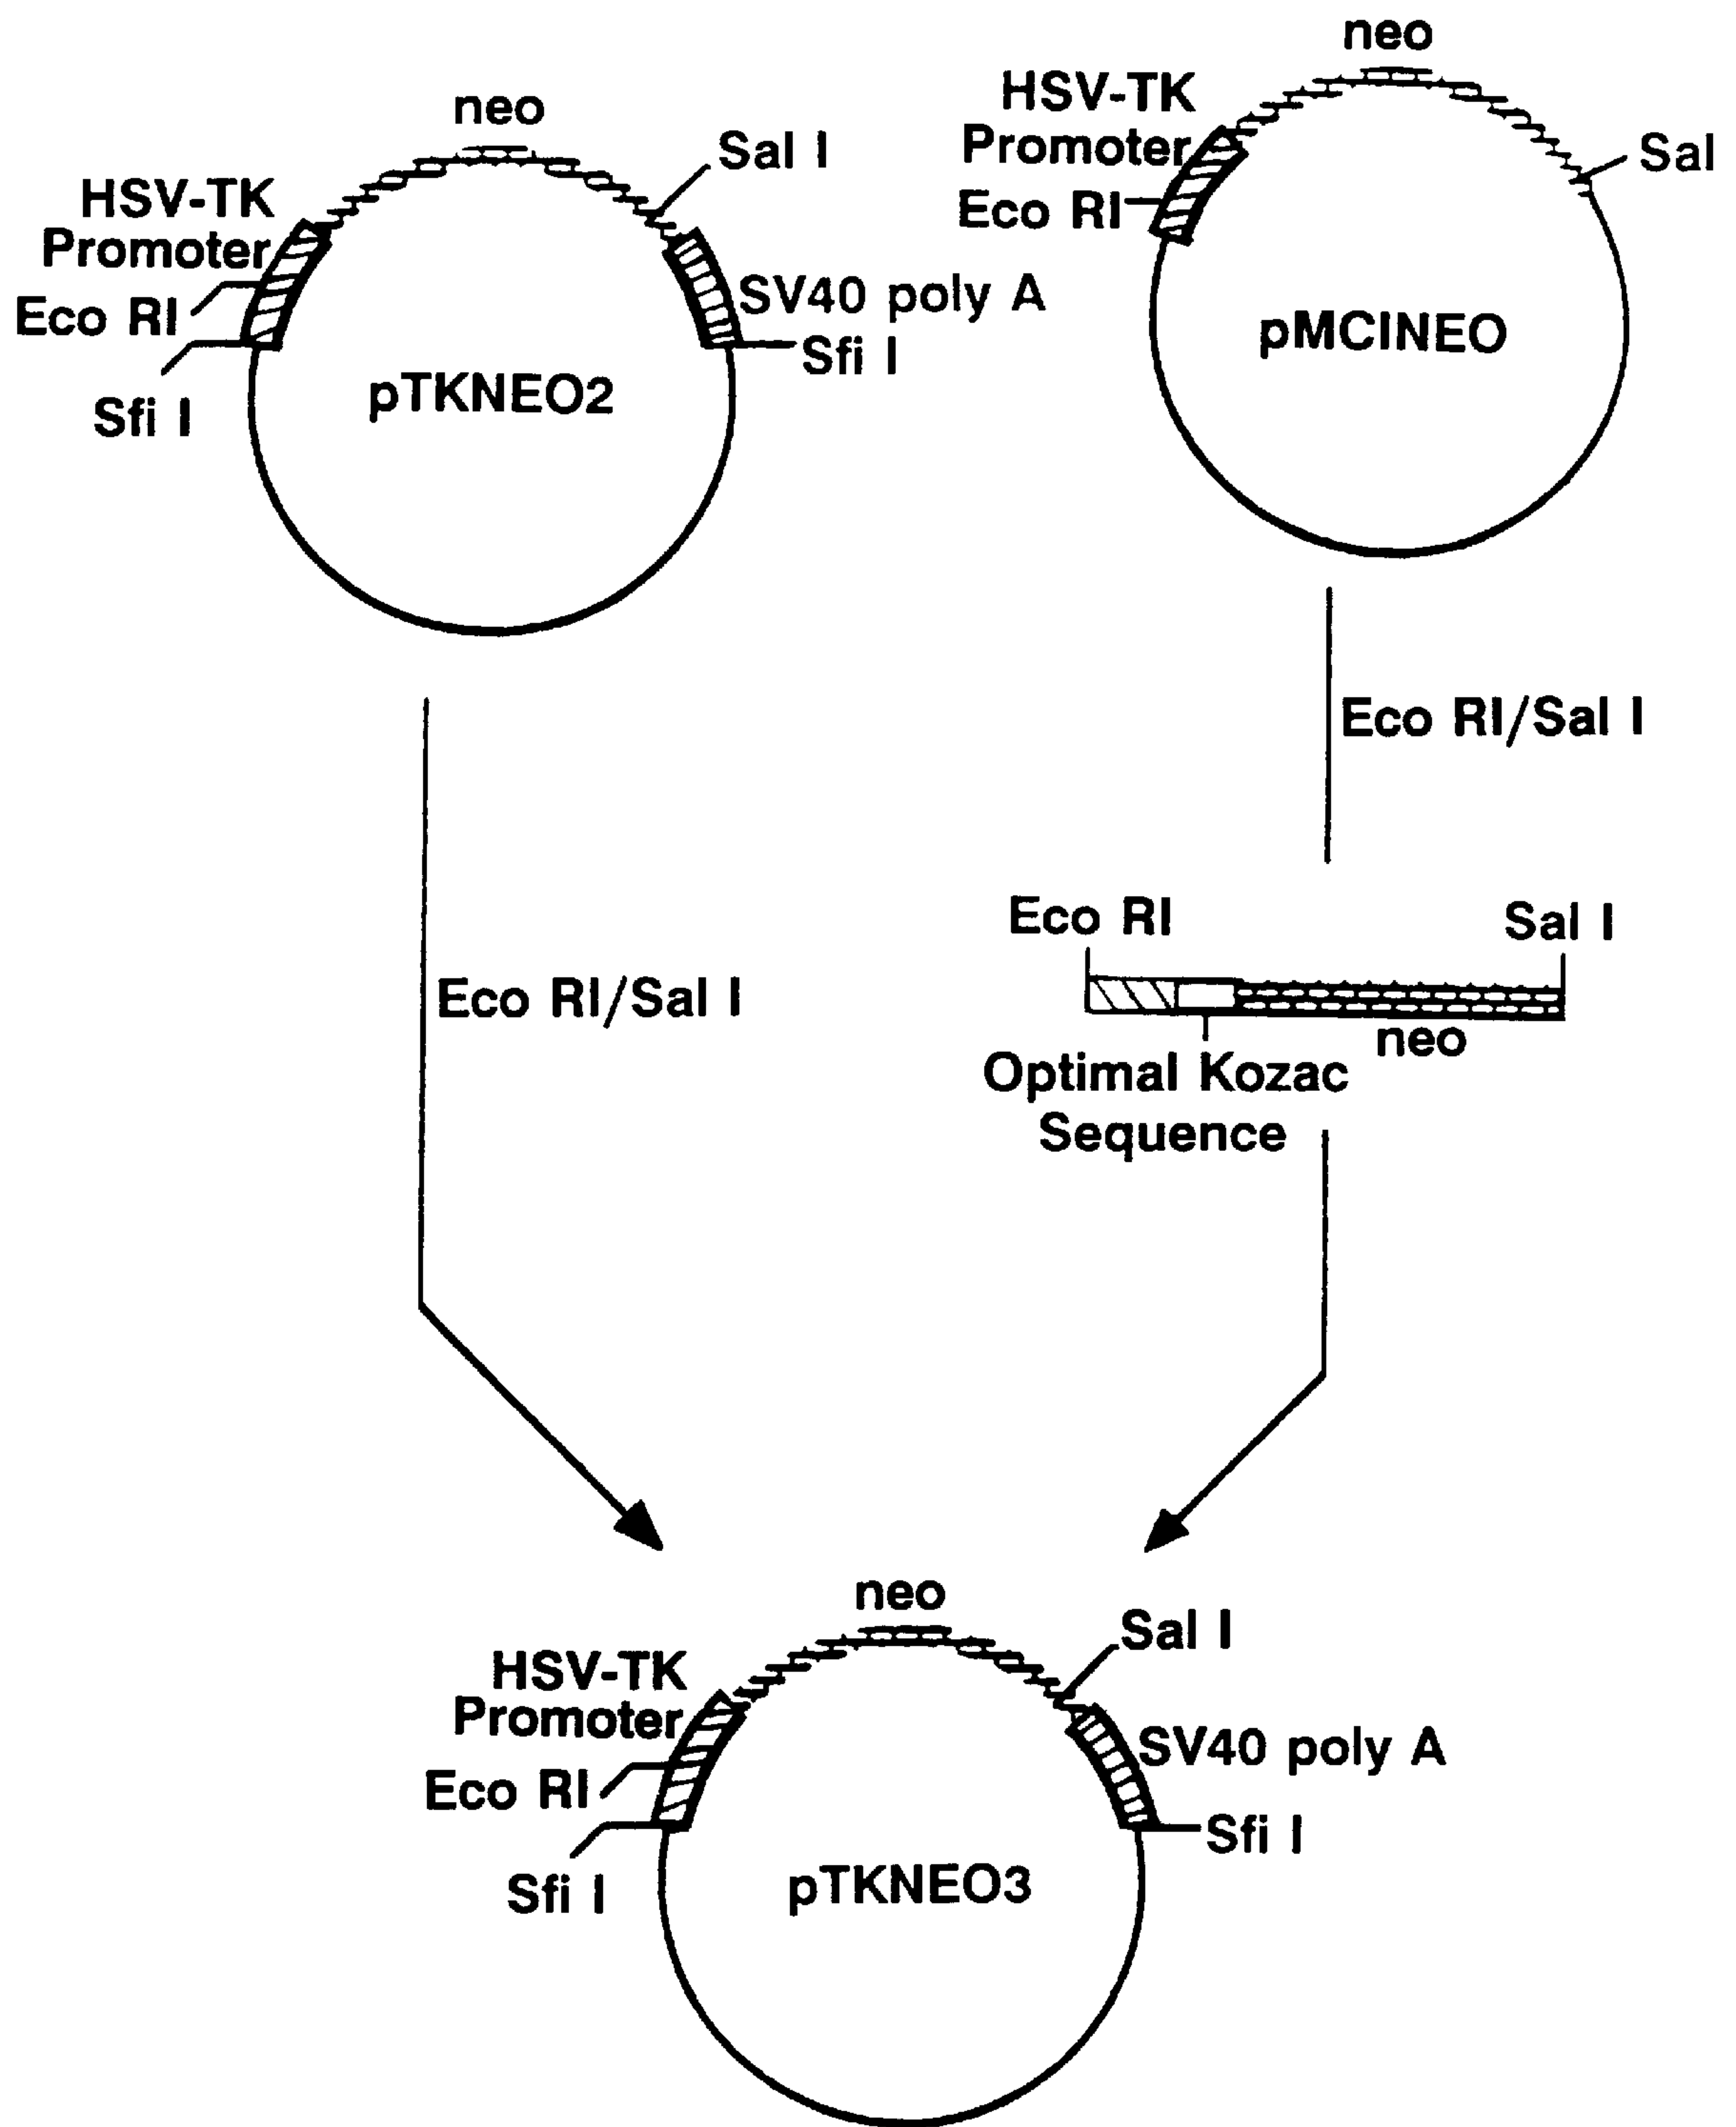 neo
HSV-TK
Promoter
Eco RI
Sfi I
Sal I
SV40 poly A
Sfi I
pTKNEO2
neo
HSV-TK
Promoter
Eco RI
Sal
pMCINEO
Eco RI/Sal I
Eco RI
Sal I
neo
Optimal Kozac
Sequence
Eco RI/Sal I
neo
HSV-TK
Promoter
Eco RI
Sfi I
Sal I
SV40 poly A
Sfi I
pTKNEO3